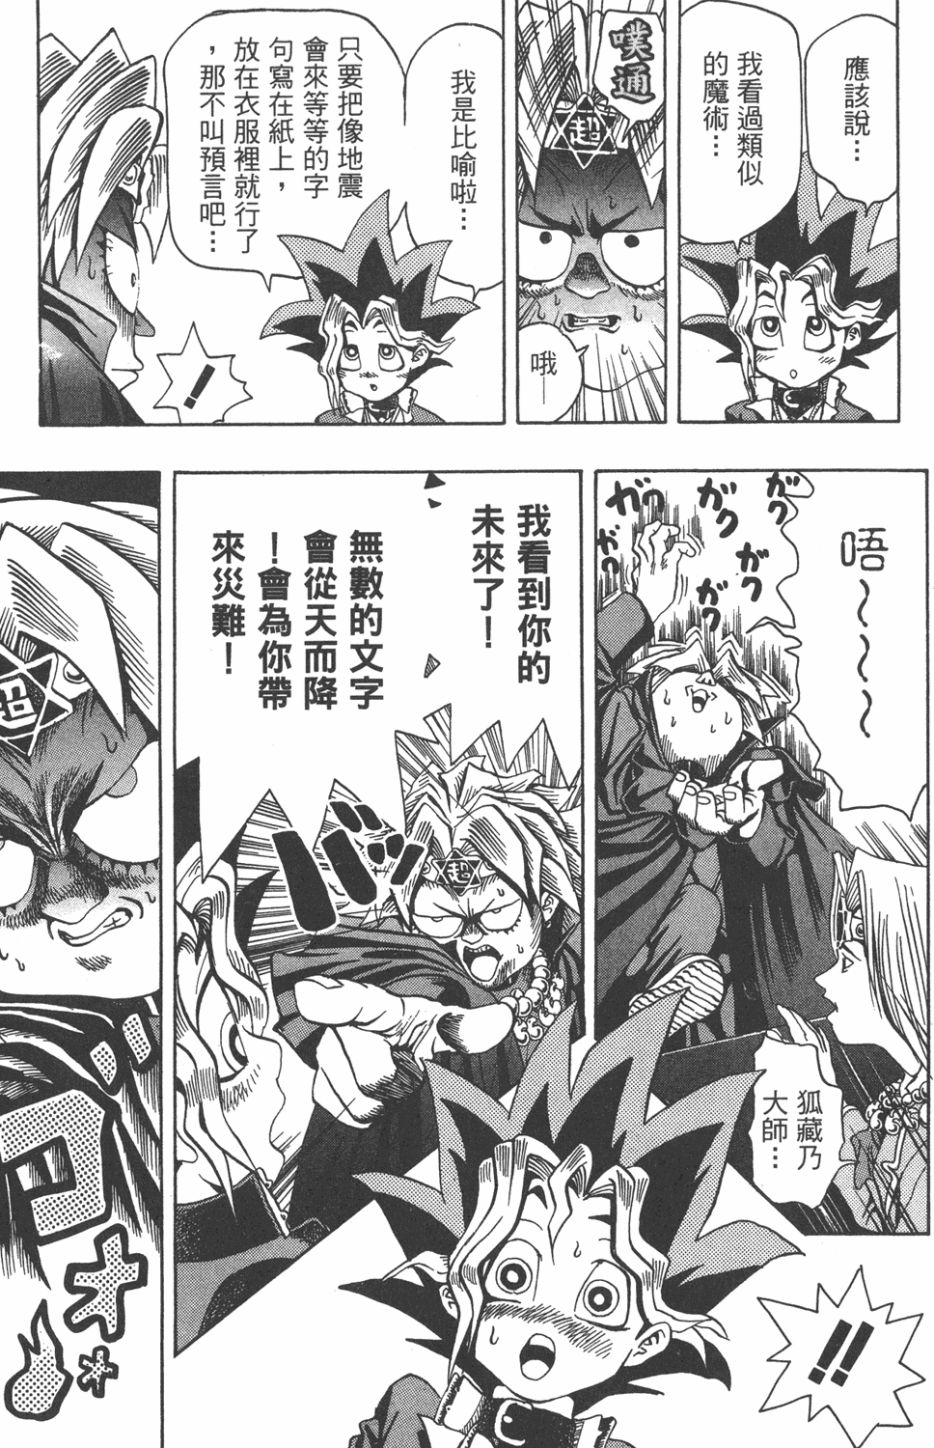 應該說…
我看過類似
的魔術…
噗通
超
哦
我是比喻啦…
只要把像地震
會來等等的字
句寫在紙上，
放在衣服裡就行了
，那不叫預言吧…
！
唔～～～～
ガクガクガクガクガクガク
狐藏乃
大師…
!!
我看到你的
未來了！
無數的文字
會從天而降
！會為你帶
來災難！
超
バーン
超
ゴオ